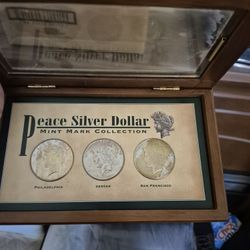 Peace Silver Dollar
Mint Mark Collection
Philadelphia Denver San Francisco